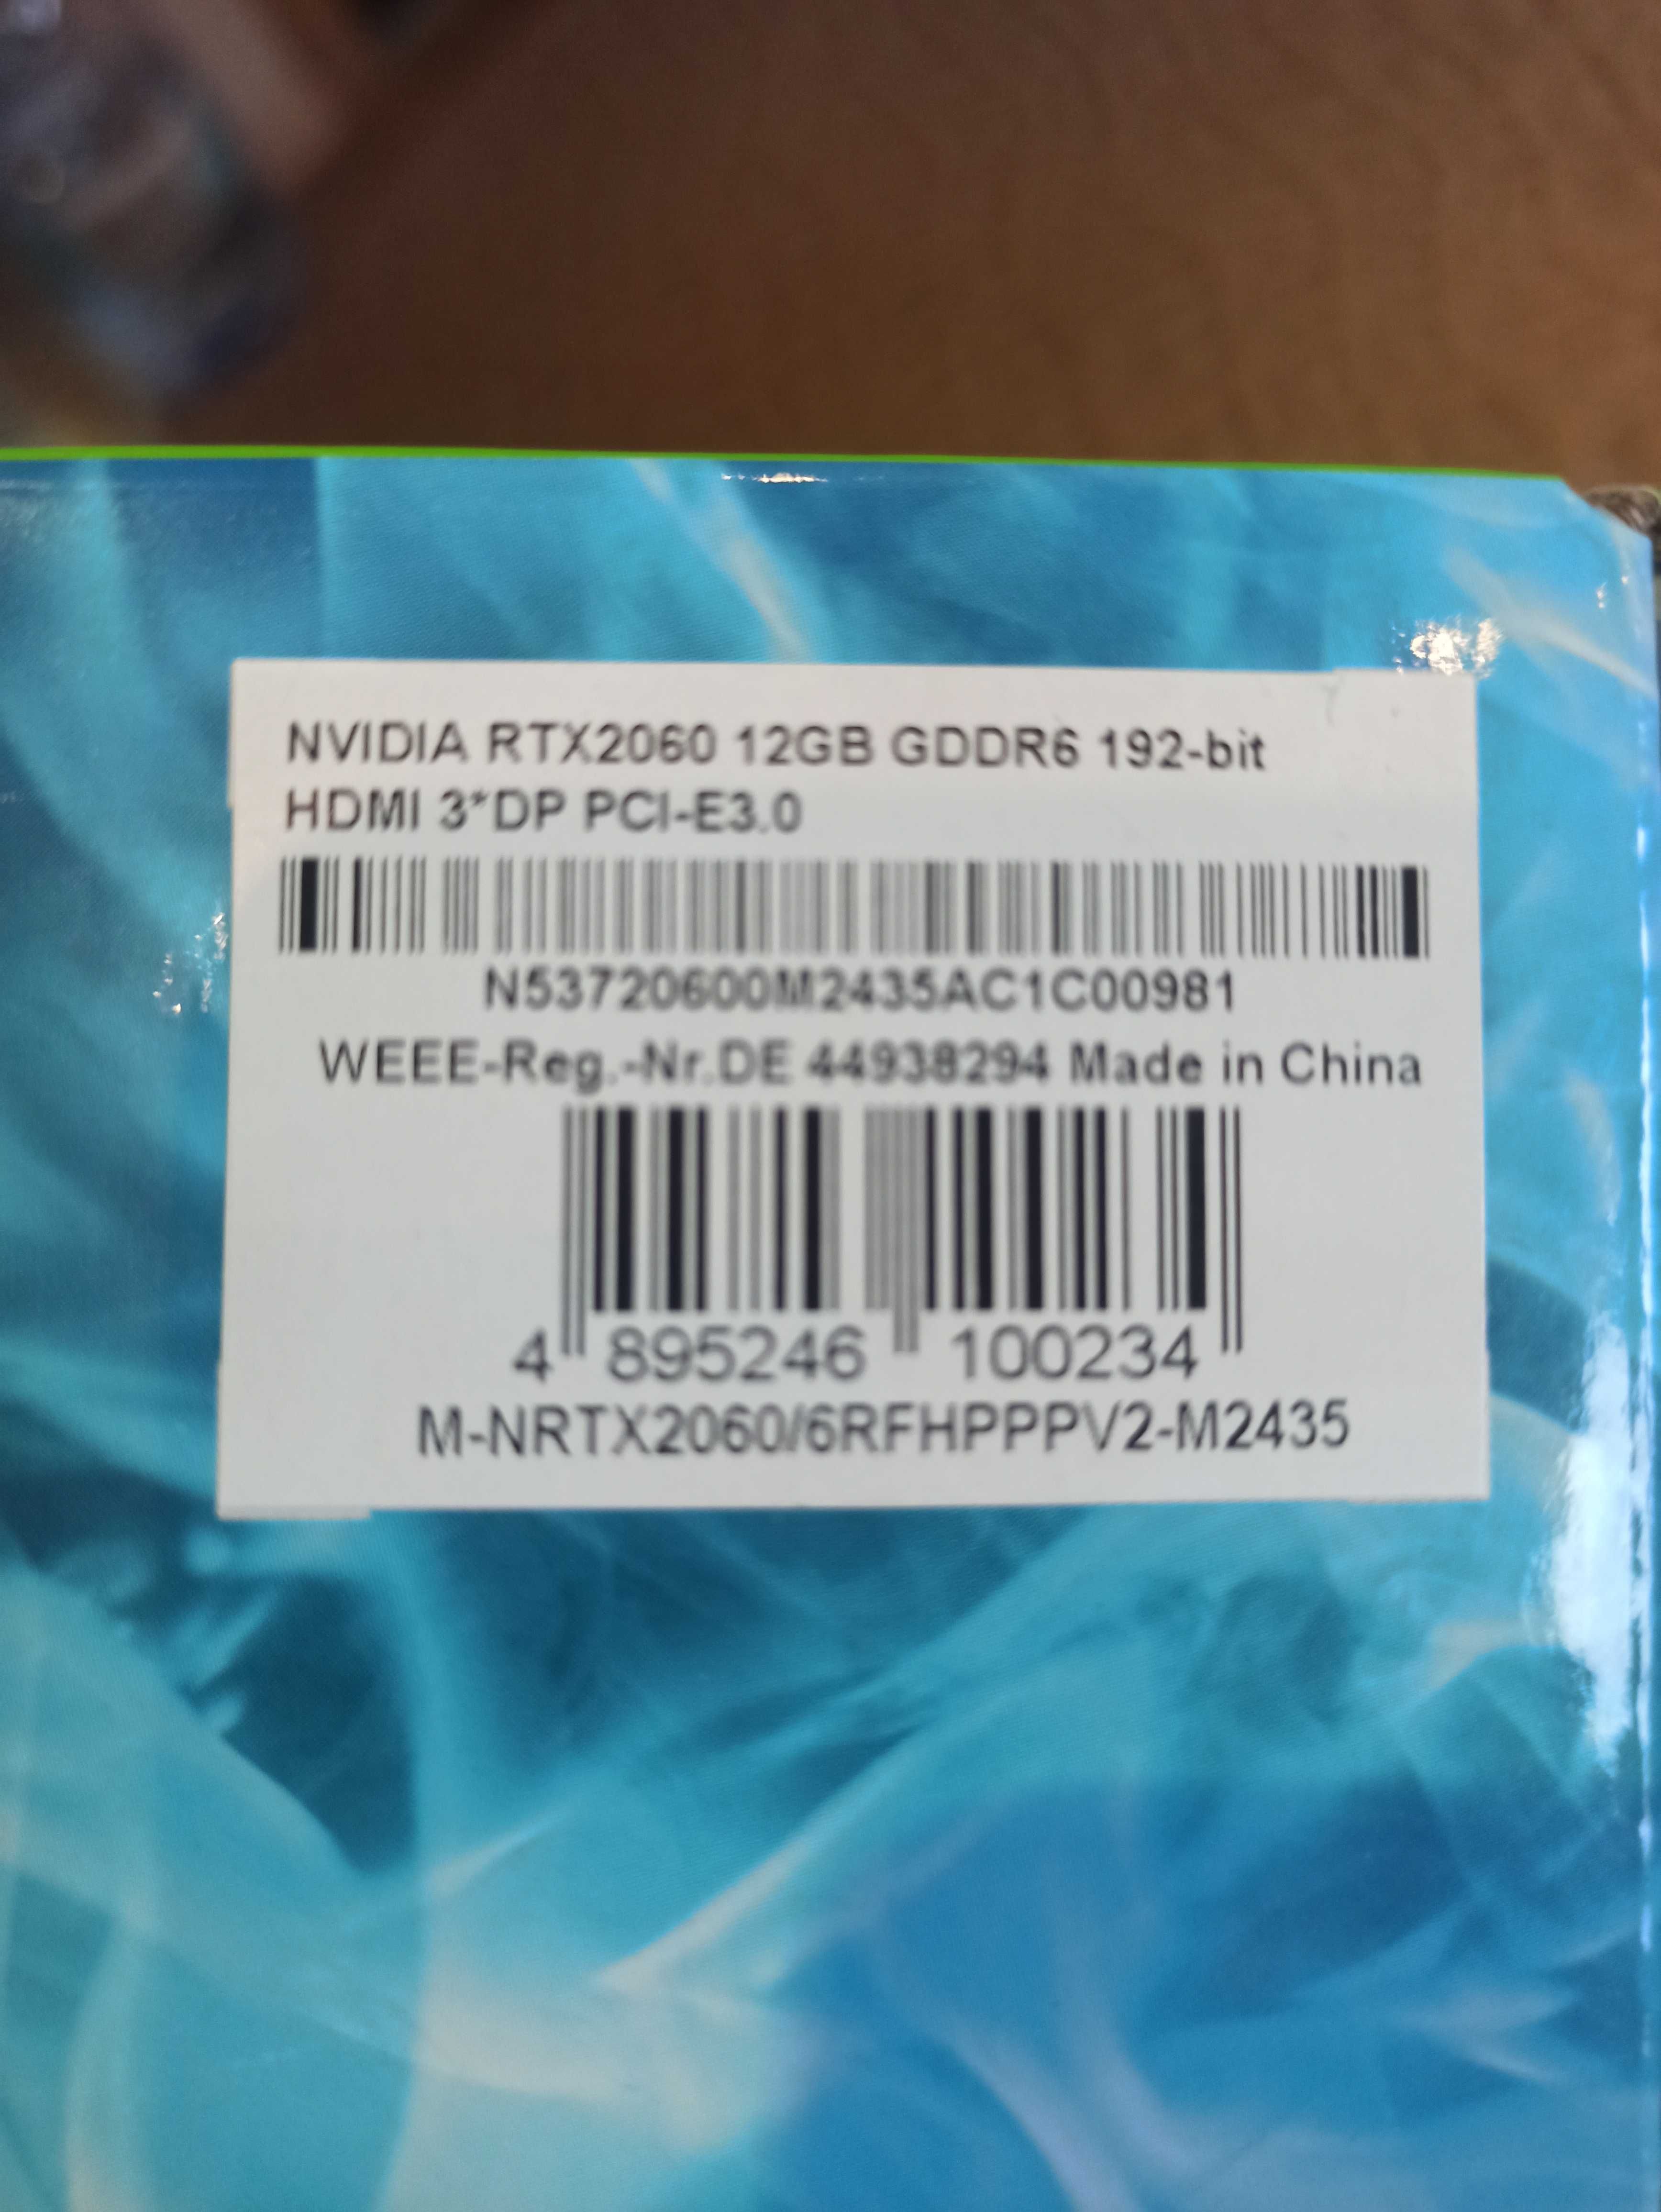 NVIDIA RTX2060 12GB GDDR6 192-bit
HDMI 3*DP PCI-E3.0
N53720600M2435AC1C00981
WEEE-Reg.-Nr.DE 44938294 Made in China
4 895246 100234
M-NRTX2060/6RFHPPPV2-M2435